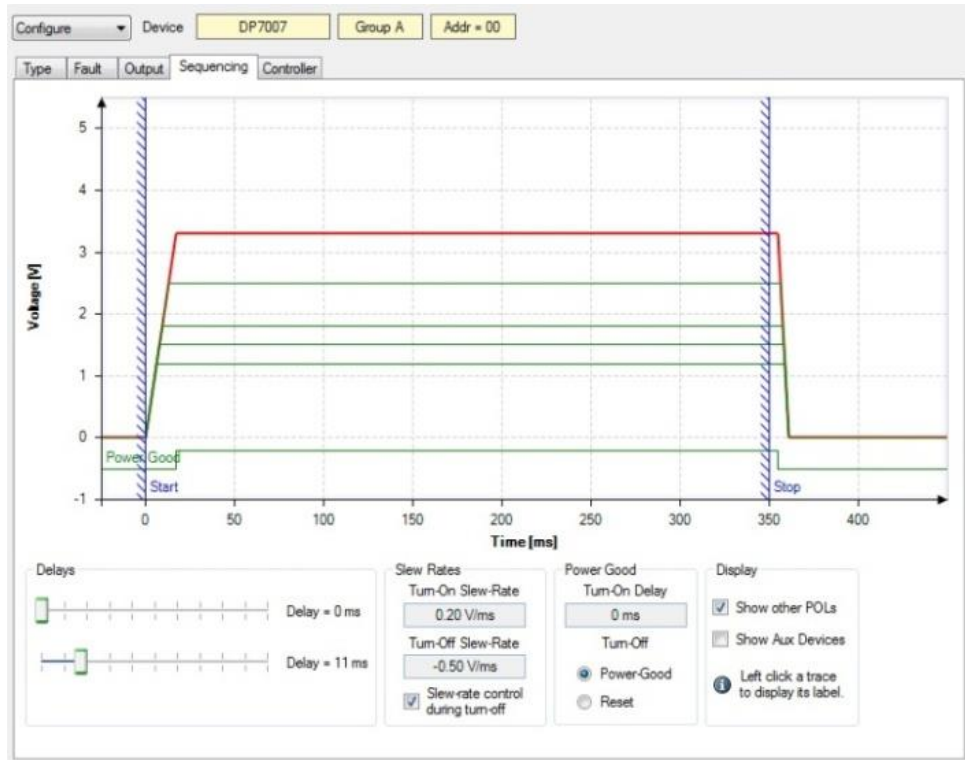 Configure Device DP7007 Group A Addr = 00
Type Fault Output Sequencing Controller
5
4
3
2
1
0
-1
Voltage [V]
Power Good
Start
Stop
0 50 100 150 200 250 300 350 400
Time [ms]
Delays
Delay = 0 ms
Delay = 11 ms
Slew Rates
Turn-On Slew-Rate
0.20 V/ms
Turn-Off Slew-Rate
-0.50 V/ms
Slew-rate control
during turn-off
Power Good
Turn-On Delay
0 ms
Turn-Off
Power-Good
Reset
Display
Show other POLs
Show Aux Devices
Left click a trace
to display its label.